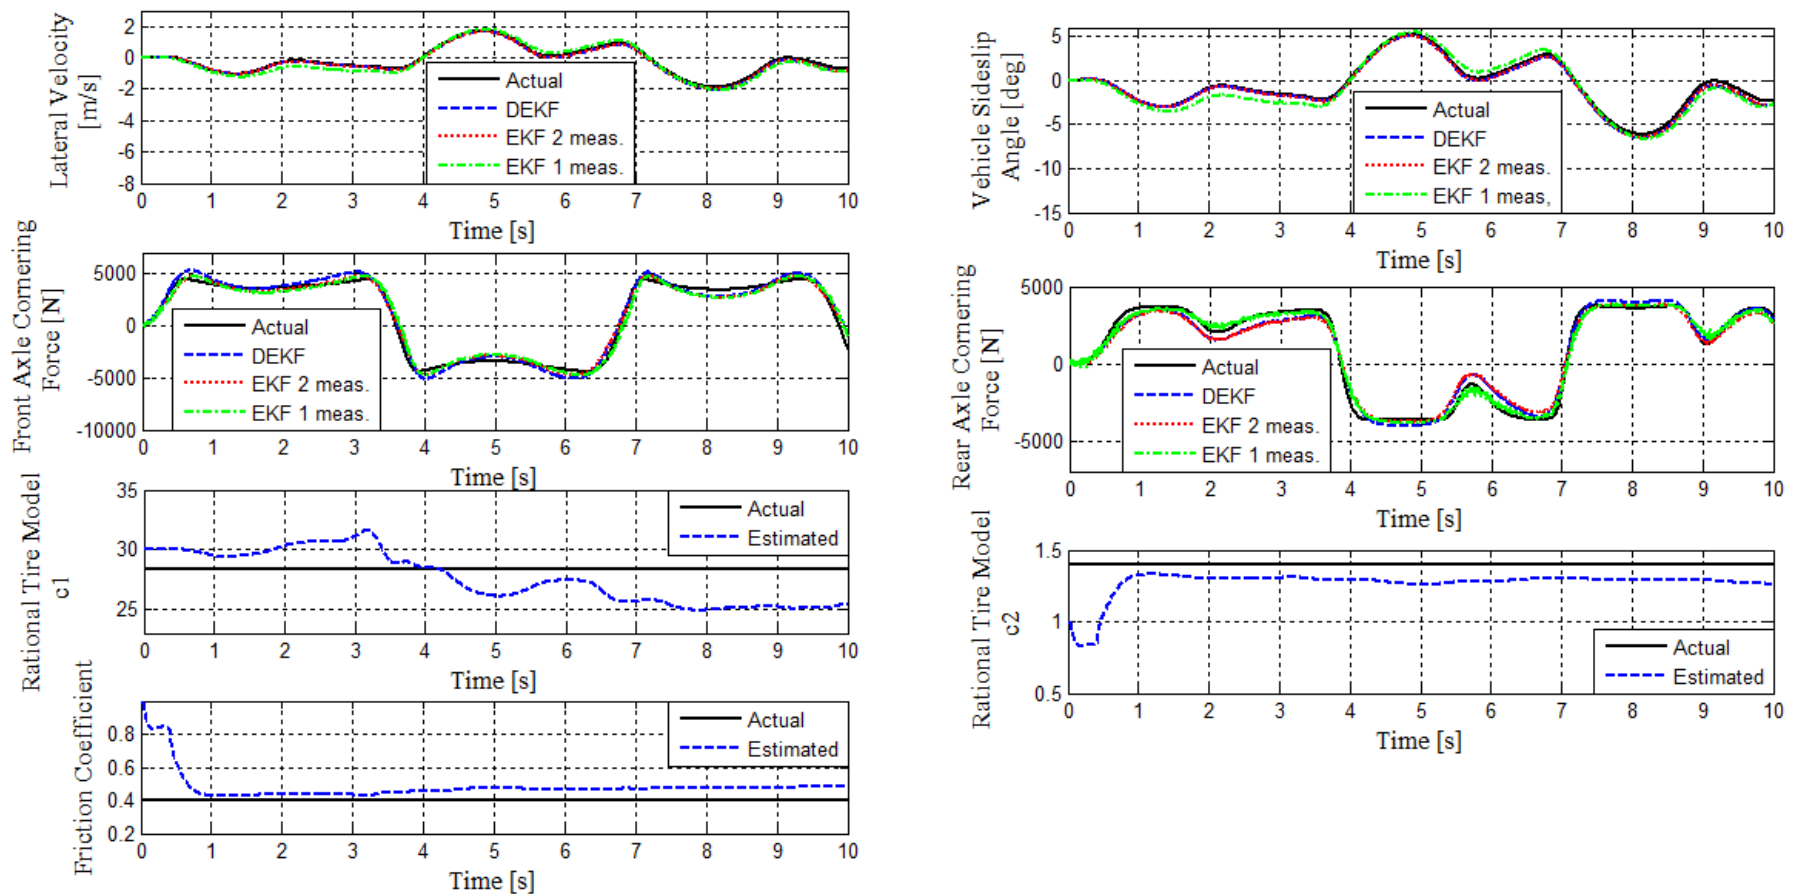 Lateral Velocity
[m/s]
2
0
-2
-4
-6
-8
Actual
DEKF
EKF 2 meas.
EKF 1 meas.
0 1 2 3 4 5 6 7 8 9 10
Time [s]
Vehicle Sideslip
Angle [deg]
5
0
-5
-10
-15
Actual
DEKF
EKF 2 meas.
EKF 1 meas,
0 1 2 3 4 5 6 7 8 9 10
Time [s]
Front Axle Cornering
Force [N]
5000
0
-5000
-10000
Actual
DEKF
EKF 2 meas.
EKF 1 meas.
0 1 2 3 4 5 6 7 8 9 10
Time [s]
Rear Axle Cornering
Force [N]
5000
0
-5000
Actual
DEKF
EKF 2 meas.
EKF 1 meas.
0 1 2 3 4 5 6 7 8 9 10
Time [s]
Rational Tire Model
c1
35
30
25
Actual
Estimated
0 1 2 3 4 5 6 7 8 9 10
Time [s]
Rational Tire Model
c2
1.5
1
0.5
Actual
Estimated
0 1 2 3 4 5 6 7 8 9 10
Time [s]
Friction Coefficient
0.8
0.6
0.4
0.2
Actual
Estimated
0 1 2 3 4 5 6 7 8 9 10
Time [s]